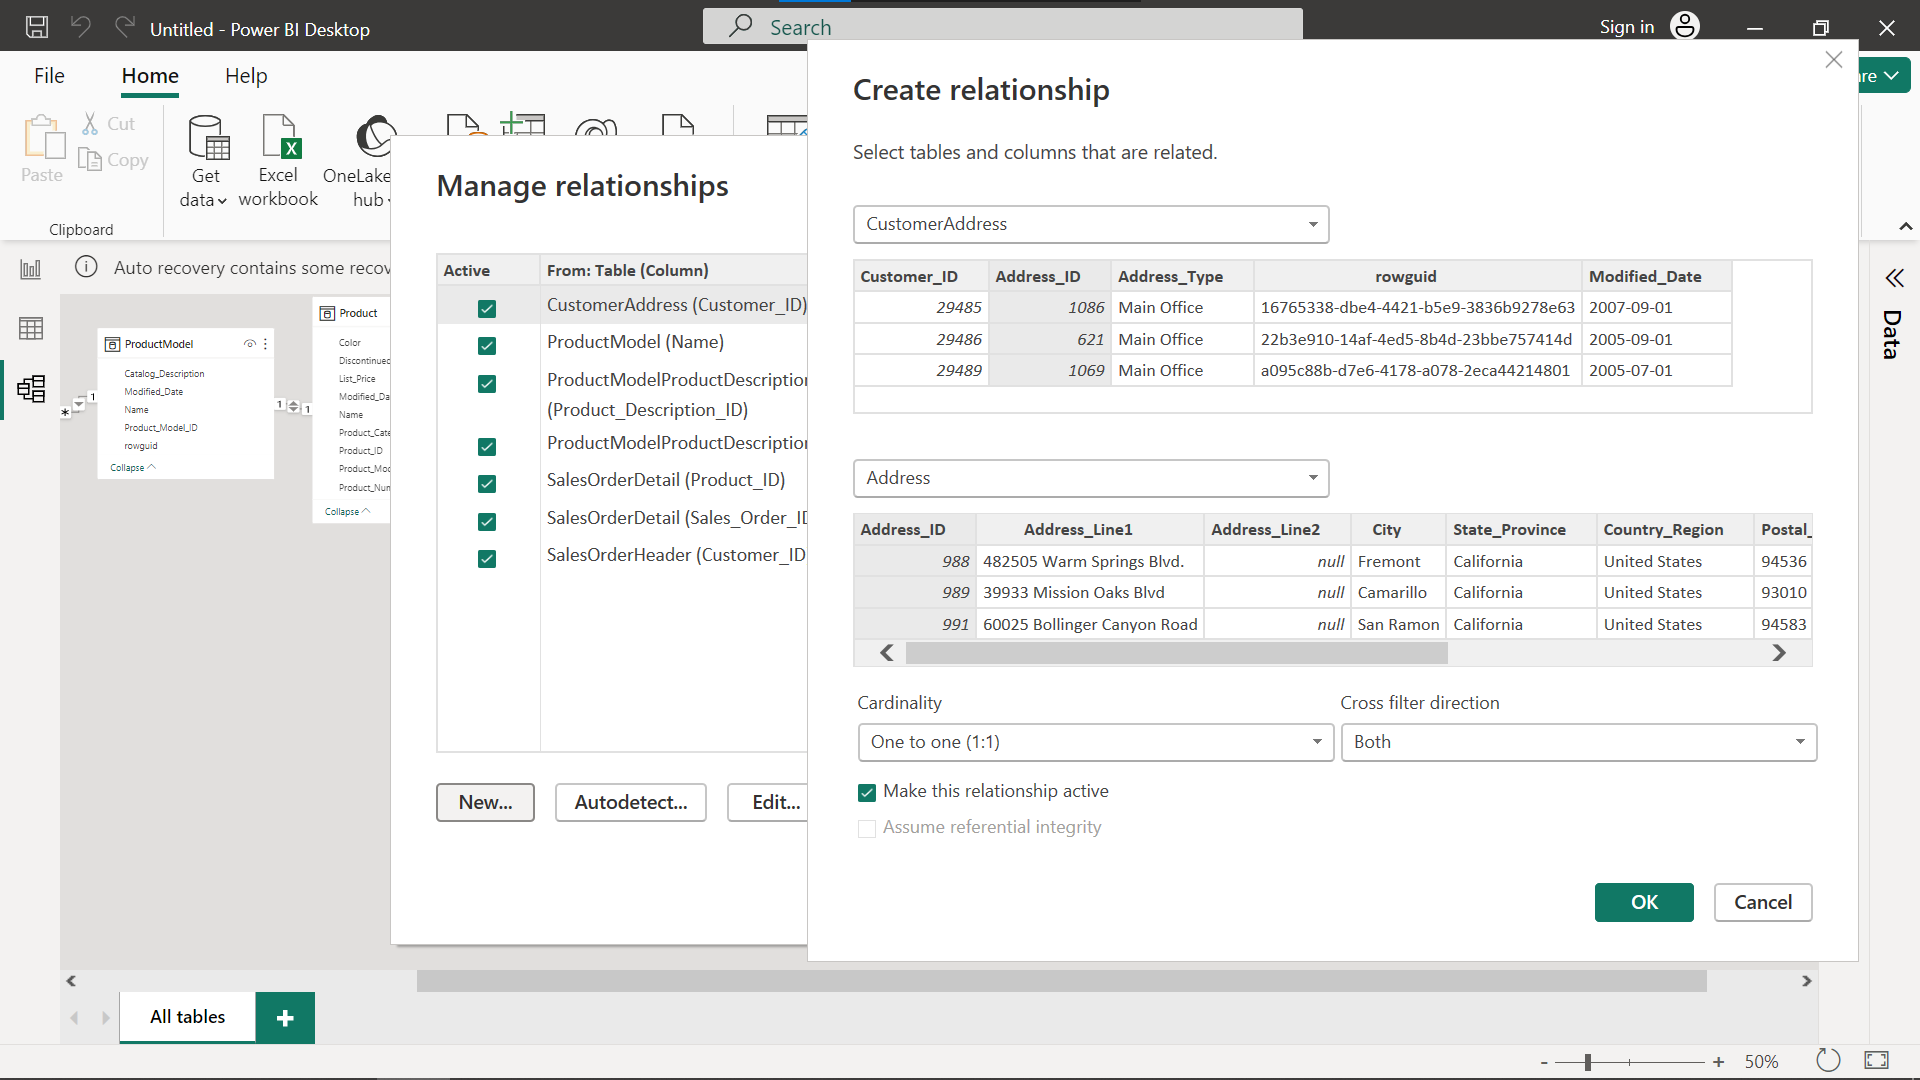 Untitled - Power BI Desktop
Search
Sign in
File
Home
Help
Paste
Cut
Copy
Clipboard
Get
data
Excel
workbook
OneLake
hub
Auto recovery contains some recov
ProductModel
Catalog_Description
Modified_Date
Name
Product_Model_ID
rowguid
Collapse
*
1
1
1
Product
Color
Discontinued
List_Price
Modified_Da
Name
Product_Cate
Product_ID
Product_Mod
Product_Num
Collapse
Manage relationships
Active
From: Table (Column)
CustomerAddress (Customer_ID)
ProductModel (Name)
ProductModelProductDescription
(Product_Description_ID)
ProductModelProductDescription
SalesOrderDetail (Product_ID)
SalesOrderDetail (Sales_Order_ID
SalesOrderHeader (Customer_ID
New...
Autodetect...
Edit...
Create relationship
Select tables and columns that are related.
CustomerAddress
Customer_ID Address_ID Address_Type rowguid Modified_Date
29485 1086 Main Office 16765338-dbe4-4421-b5e9-3836b9278e63 2007-09-01
29486 621 Main Office 22b3e910-14af-4ed5-8b4d-23bbe757414d 2005-09-01
29489 1069 Main Office a095c88b-d7e6-4178-a078-2eca44214801 2005-07-01
Address
Address_ID Address_Line1 Address_Line2 City State_Province Country_Region Postal_
988 482505 Warm Springs Blvd. null Fremont California United States 94536
989 39933 Mission Oaks Blvd null Camarillo California United States 93010
991 60025 Bollinger Canyon Road null San Ramon California United States 94583
Cardinality
Cross filter direction
One to one (1:1)
Both
Make this relationship active
Assume referential integrity
OK
Cancel
are
Data
All tables
+
- + 50%